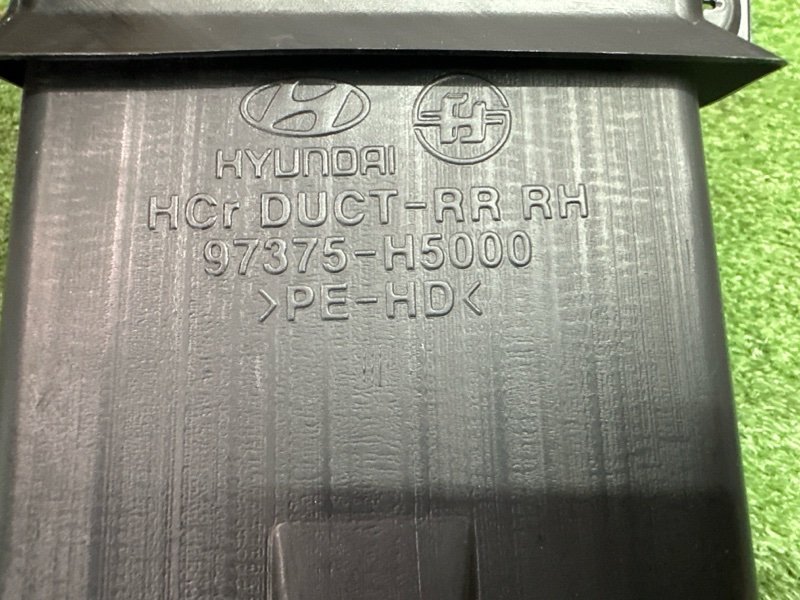 HYUNDAI
HCr DUCT-RR RH
97375-H5000
>PE-HD<